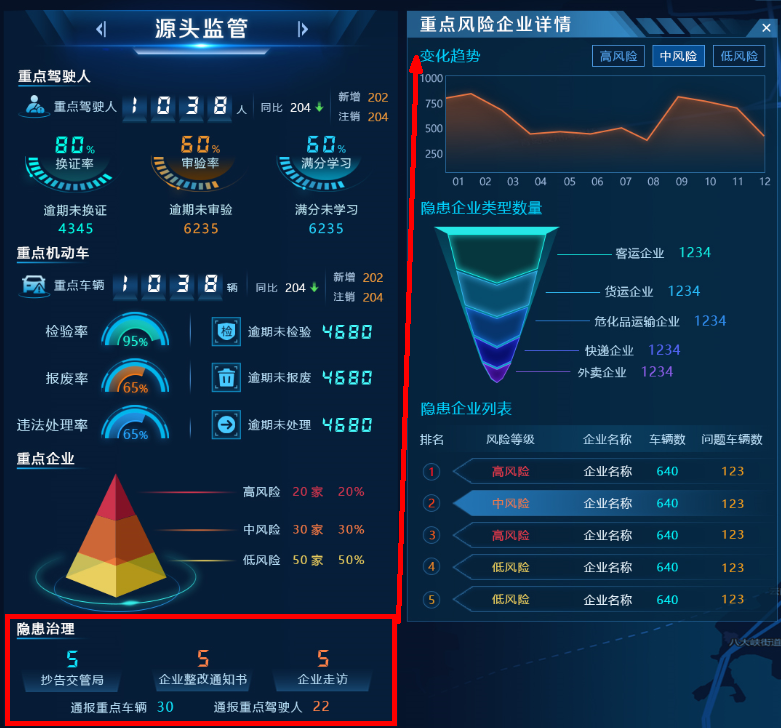 源头监管
重点驾驶人
重点驾驶人 1038 人 同比 204 新增 202
注销 204
80% 60% 60%
换证率 审验率 满分学习
逾期未换证 逾期未审验 满分未学习
4345 6235 6235
重点机动车
重点车辆 1038 辆 同比 204 新增 202
注销 204
检验率 95% 检 逾期未检验 4680
报废率 65% 逾期未报废 4680
违法处理率 65% 逾期未处理 4680
重点企业
高风险 20 家 20%
中风险 30 家 30%
低风险 50 家 50%
隐患治理
5 5 5
抄告交管局 企业整改通知书 企业走访
通报重点车辆 30 通报重点驾驶人 22
重点风险企业详情
变化趋势 高风险 中风险 低风险
1000
750
500
250
01 02 03 04 05 06 07 08 09 10 11 12
隐患企业类型数量
客运企业 1234
货运企业 1234
危化品运输企业 1234
快递企业 1234
外卖企业 1234
隐患企业列表
排名 风险等级 企业名称 车辆数 问题车辆数
1 高风险 企业名称 640 123
2 中风险 企业名称 640 123
3 高风险 企业名称 640 123
4 低风险 企业名称 640 123
5 低风险 企业名称 640 123
八大峡街道